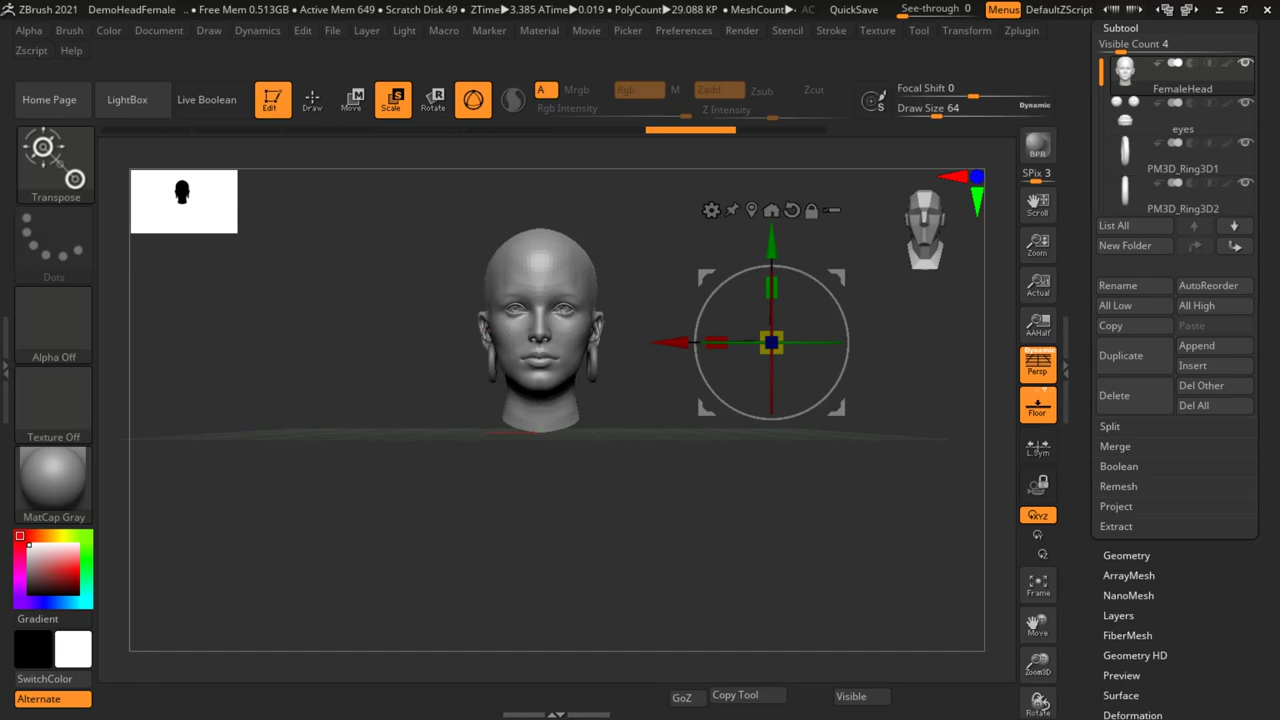 ZBrush 2021 DemoHeadFemale .. • Free Mem 0.513GB • Active Mem 649 • Scratch Disk 49 • ZTime▶3.385 ATime▶0.019 • PolyCount▶29.088 KP • MeshCount▶ AC QuickSave See-through 0 Menus DefaultZScript
Alpha Brush Color Document Draw Dynamics Edit File Layer Light Macro Marker Material Movie Picker Preferences Render Stencil Stroke Texture Tool Transform Zplugin
Zscript Help
Home Page LightBox Live Boolean Edit Draw Move Scale Rotate
A Mrgb Rgb M Zadd Zsub Zcut
Rgb Intensity Z Intensity
Focal Shift 0
Draw Size 64 Dynamic
S
Transpose
Dots
Alpha Off
Texture Off
MatCap Gray
Gradient
SwitchColor
Alternate
BPR
SPix 3
Scroll
Zoom
Actual
AAHalf
Dynamic
Persp
Floor
L.Sym
XYZ
Y
Z
Frame
Move
Zoom3D
Rotate
GoZ Copy Tool Visible
Subtool
Visible Count 4
FemaleHead
eyes
PM3D_Ring3D1
PM3D_Ring3D2
List All
New Folder
Rename AutoReorder
All Low All High
Copy Paste
Duplicate Append
Insert
Delete Del Other
Del All
Split
Merge
Boolean
Remesh
Project
Extract
Geometry
ArrayMesh
NanoMesh
Layers
FiberMesh
Geometry HD
Preview
Surface
Deformation